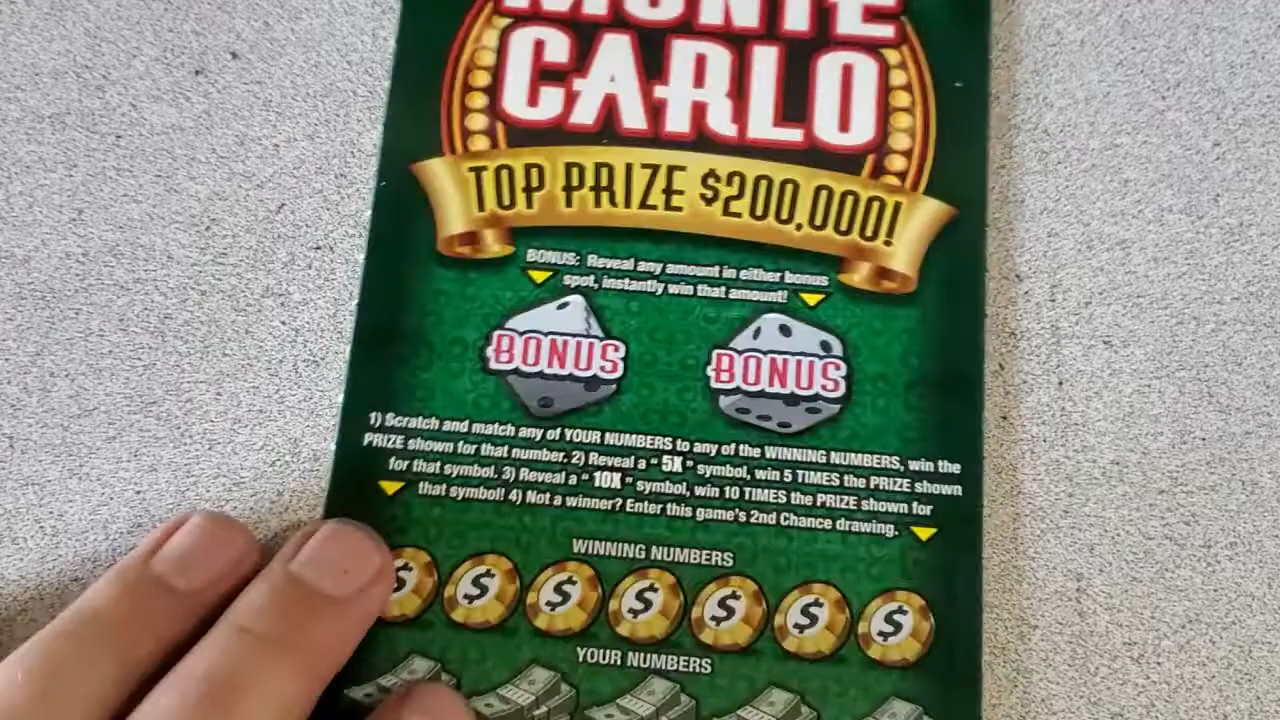 MONTE
CARLO
TOP PRIZE $200,000!
BONUS: Reveal any amount in either bonus
spot, instantly win that amount!
BONUS BONUS
1) Scratch and match any of YOUR NUMBERS to any of the WINNING NUMBERS, win the
PRIZE shown for that number. 2) Reveal a "5X" symbol, win 5 TIMES the PRIZE shown
for that symbol. 3) Reveal a "10X" symbol, win 10 TIMES the PRIZE shown for
that symbol! 4) Not a winner? Enter this game's 2nd Chance drawing.
WINNING NUMBERS
$ $ $ $ $ $ $
YOUR NUMBERS